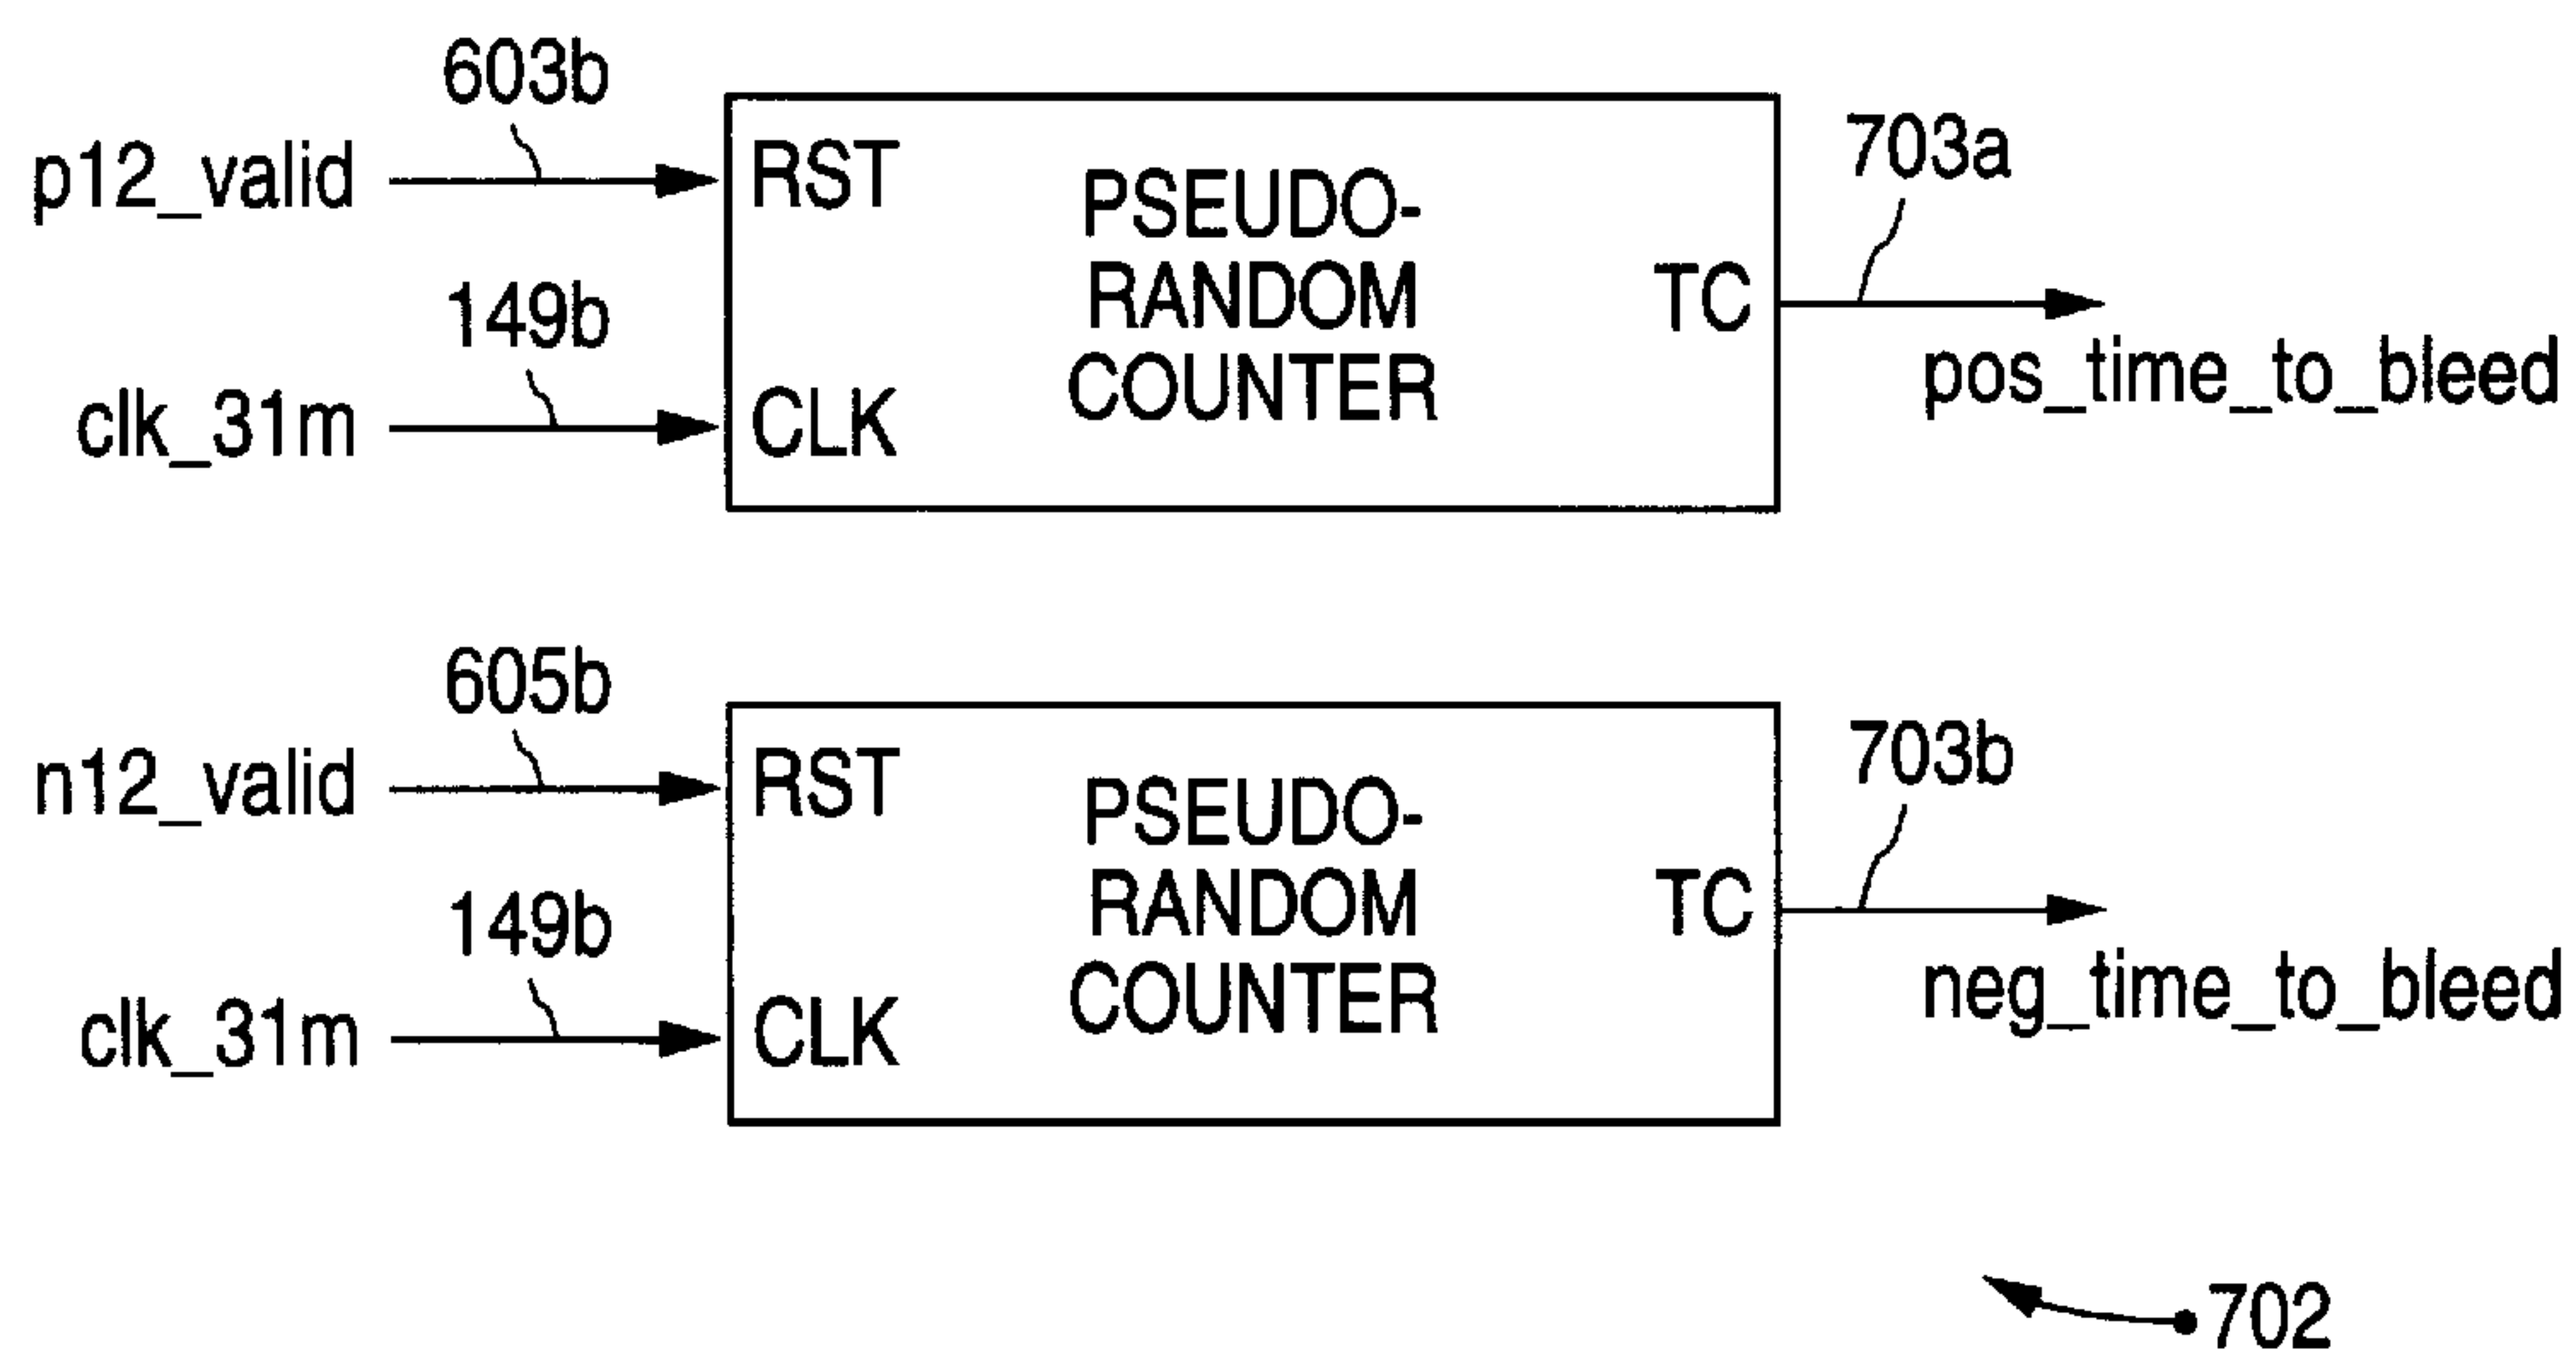 603b
p12_valid
RST
PSEUDO-
RANDOM
COUNTER
703a
TC
149b
clk_31m
CLK
pos_time_to_bleed
605b
n12_valid
RST
PSEUDO-
RANDOM
COUNTER
703b
TC
149b
clk_31m
CLK
neg_time_to_bleed
702